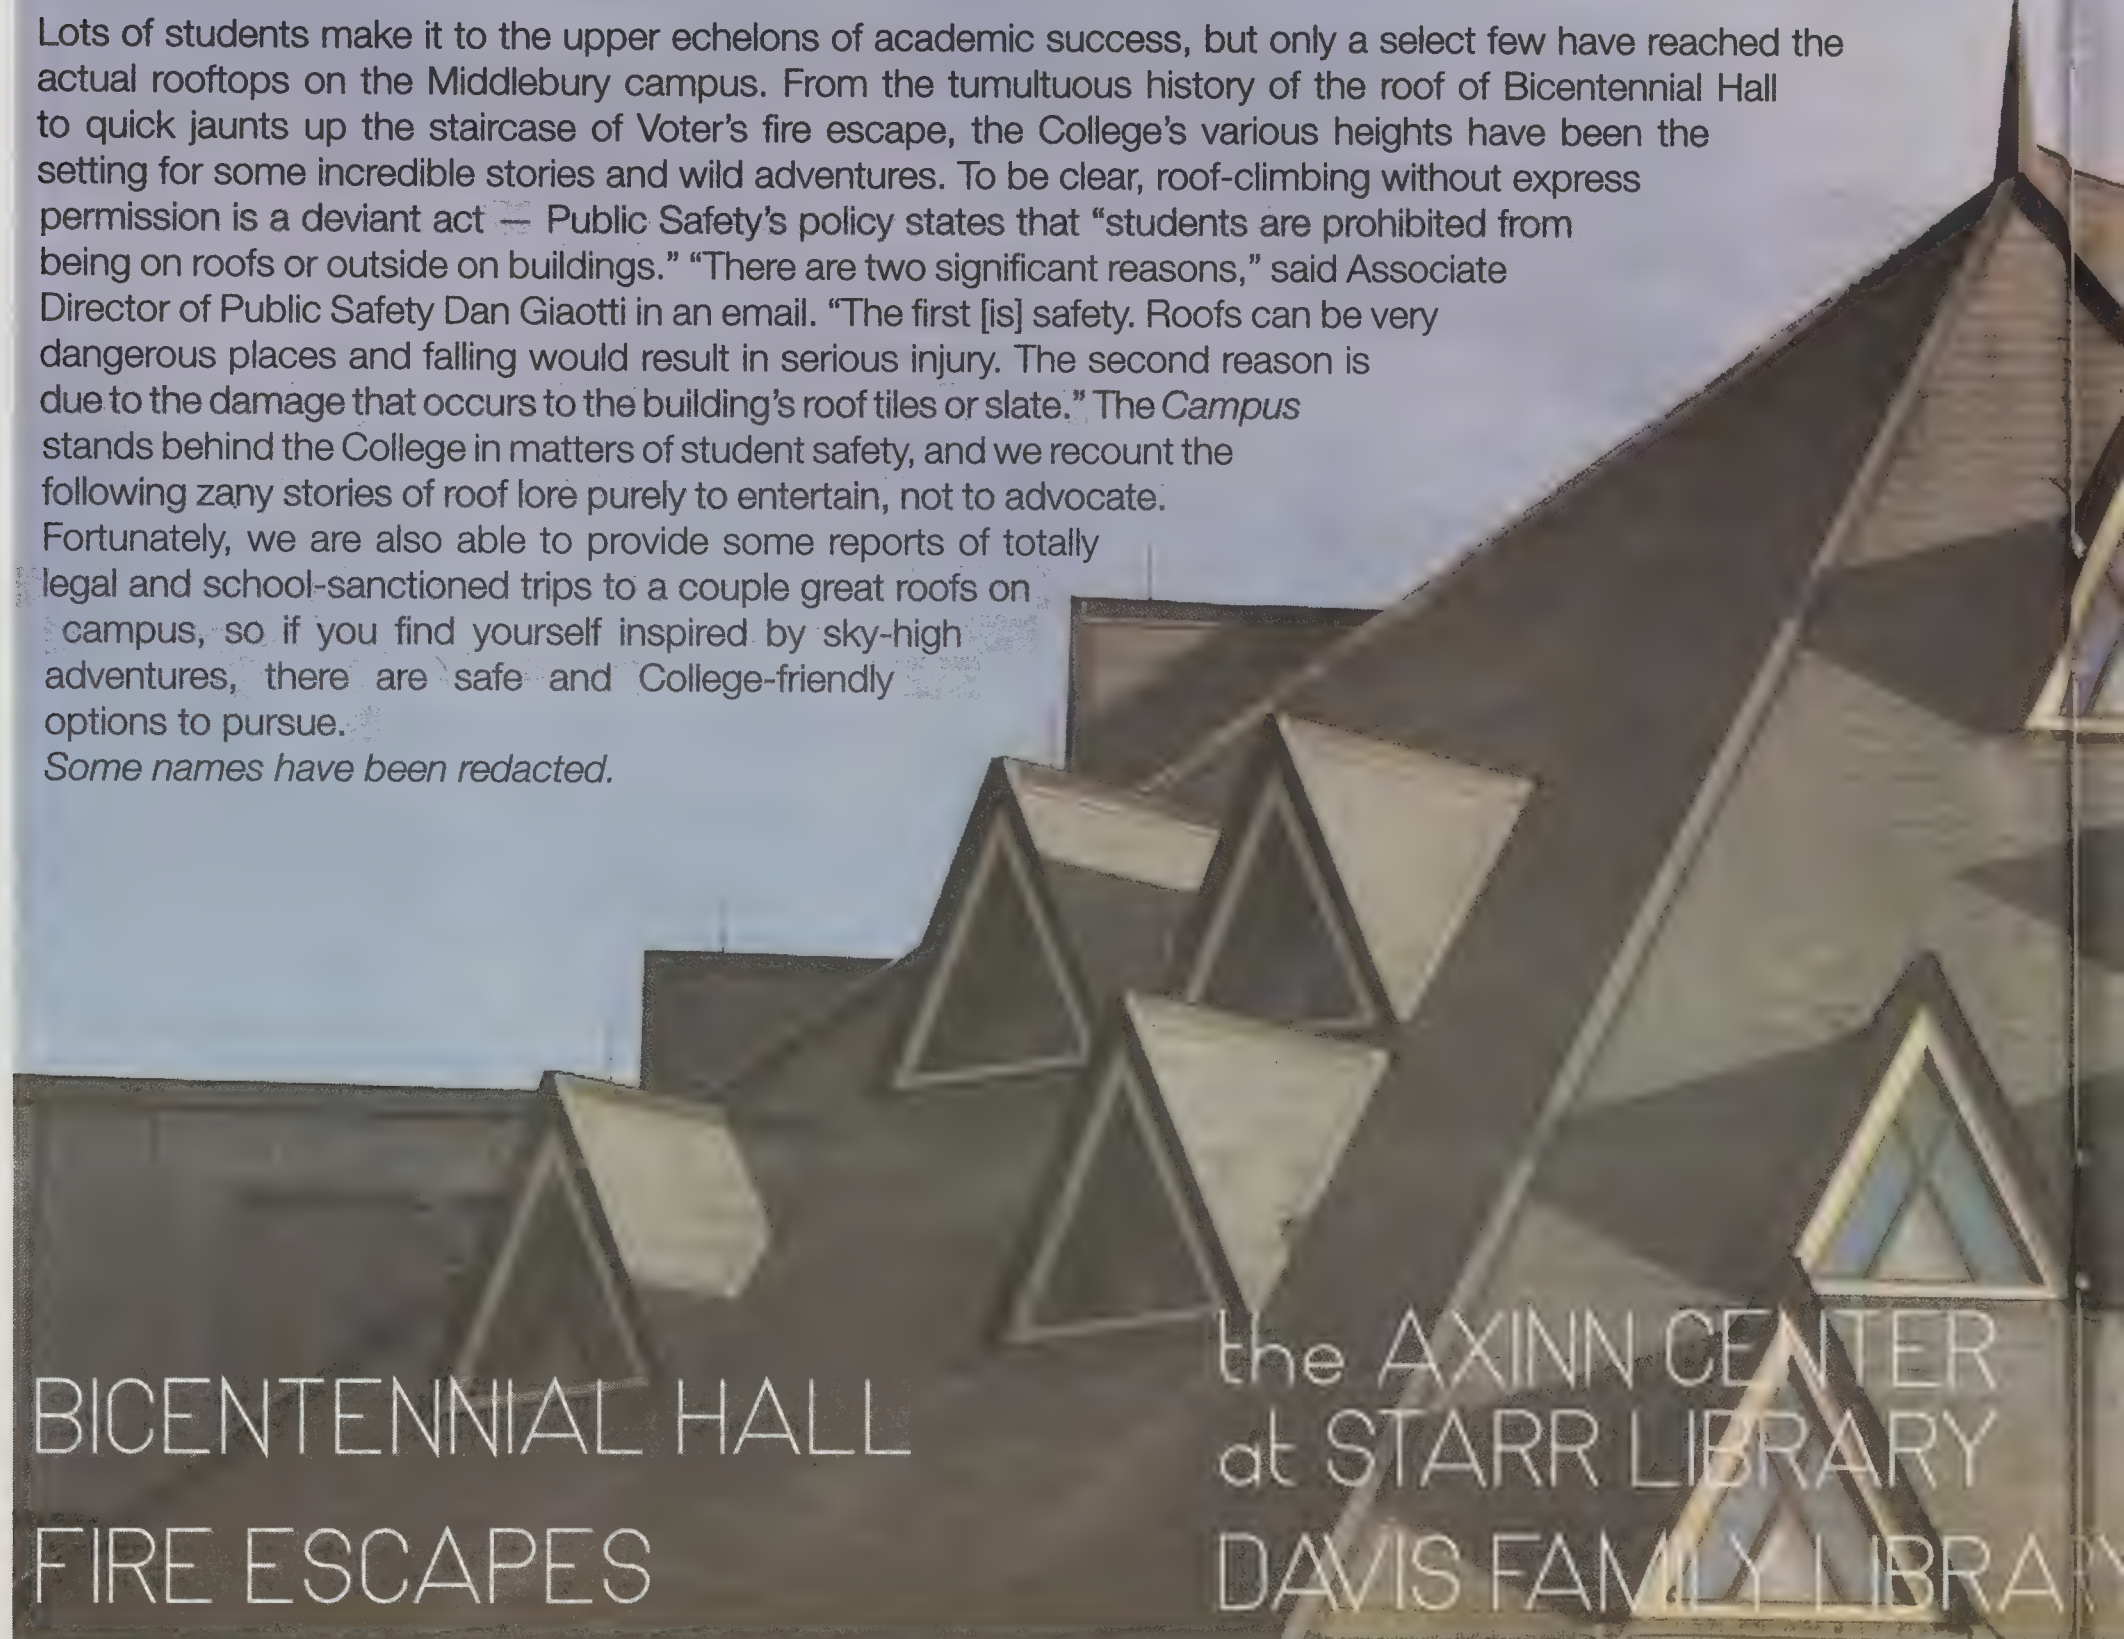 Lots of students make it to the upper echelons of academic success, but only a select few have reached the
actual rooftops on the Middlebury campus. From the tumultuous history of the roof of Bicentennial Hall
to quick jaunts up the staircase of Voter’s fire escape, the College’s various heights have been the
setting for some incredible stories and wild adventures. To be clear, roof-climbing without express
permission is a deviant act — Public Safety’s policy states that “students are prohibited from
being on roofs or outside on buildings.” “There are two significant reasons,” said Associate
Director of Public Safety Dan Giaotti in an email. “The first [is] safety. Roofs can be very
dangerous places and falling would result in serious injury. The second reason is
due to the damage that occurs to the building’s roof tiles or slate.” The Campus
stands behind the College in matters of student safety, and we recount the
following zany stories of roof lore purely to entertain, not to advocate.
Fortunately, we are also able to provide some reports of totally
legal and school-sanctioned trips to a couple great roofs on
campus, so if you find yourself inspired by sky-high
adventures, there are safe and College-friendly
options to pursue.
Some names have been redacted.
BICENTENNIAL HALL
FIRE ESCAPES
the AXINN CENTER
at STARR LIBRARY
DAVIS FAMILY LIBRARY